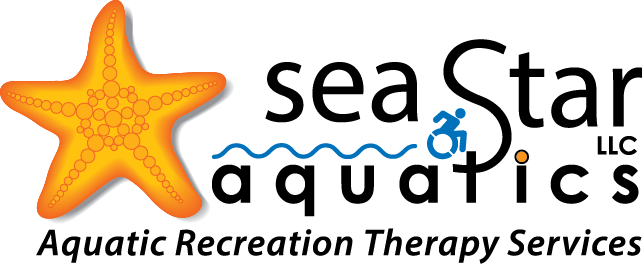 sea Star
LLC
aquatics
Aquatic Recreation Therapy Services